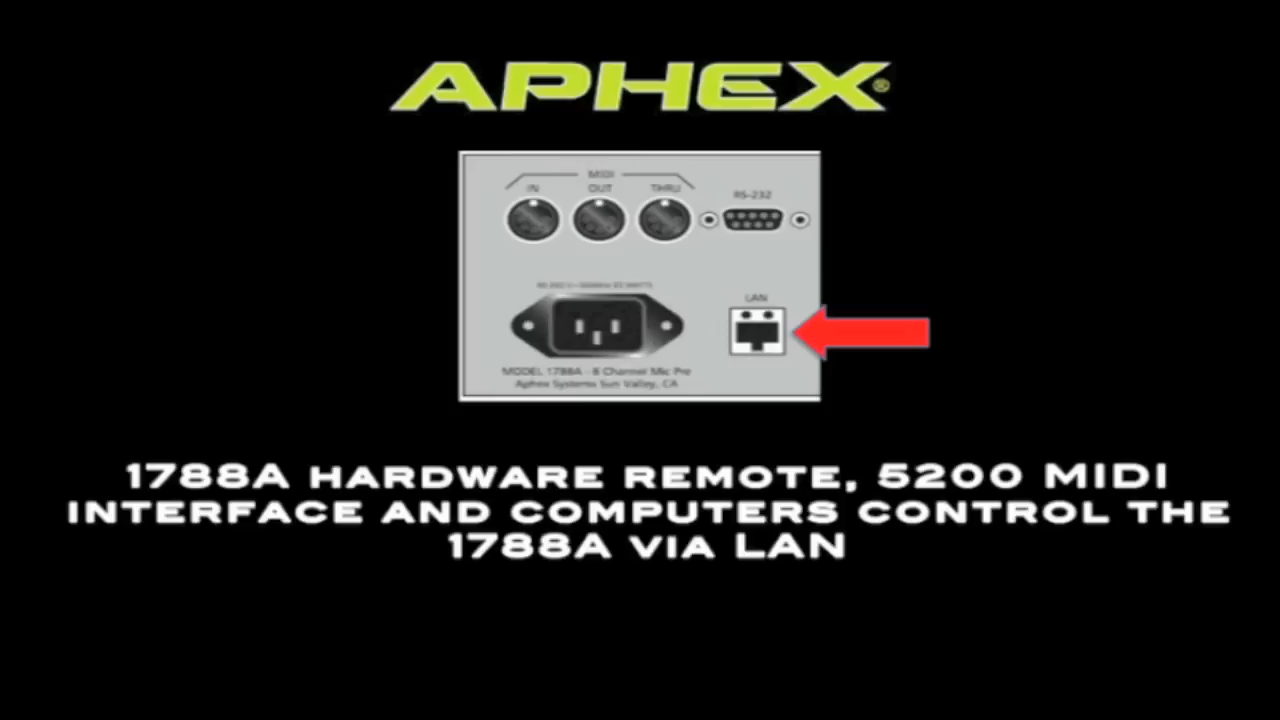 APHEX®
MIDI
IN OUT THRU
RS-232
LAN
MODEL 1788A - 8 Channel Mic Pre
Aphex Systems Sun Valley, CA
1788A HARDWARE REMOTE, 5200 MIDI
INTERFACE AND COMPUTERS CONTROL THE
1788A VIA LAN